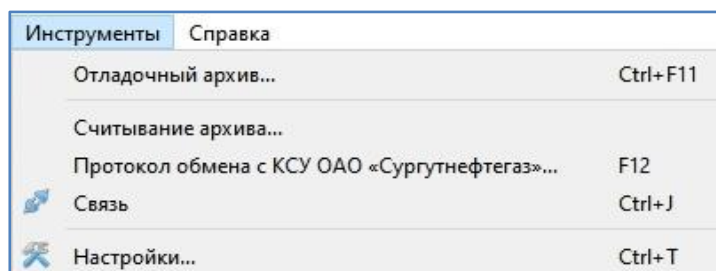 Инструменты Справка
Отладочный архив... Ctrl+F11
Считывание архива...
Протокол обмена с КСУ ОАО «Сургутнефтегаз»... F12
Связь Ctrl+J
Настройки... Ctrl+T